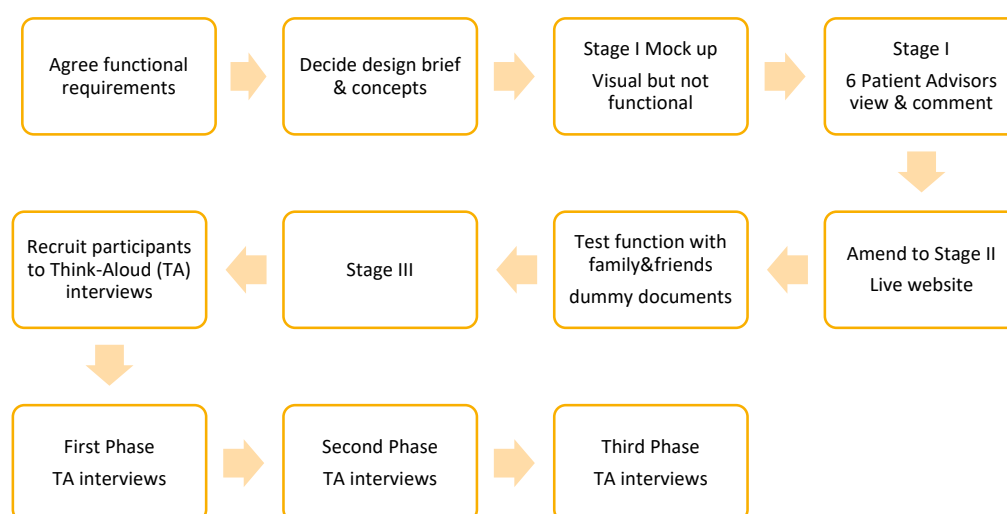 Agree functional
requirements
Decide design brief
& concepts
Stage I Mock up
Visual but not
functional
Stage I
6 Patient Advisors
view & comment
Amend to Stage II
Live website
Test function with
family&friends
dummy documents
Stage III
Recruit participants
to Think-Aloud (TA)
interviews
First Phase
TA interviews
Second Phase
TA interviews
Third Phase
TA interviews